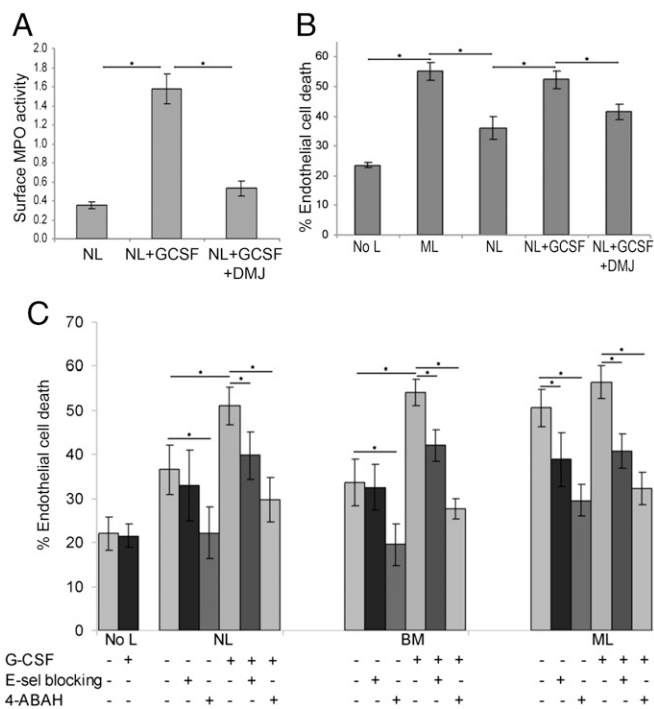 A
Surface MPO activity
2.0
1.8
1.6
1.4
1.2
1.0
0.8
0.6
0.4
0.2
0.0
* *
NL NL+GCSF NL+GCSF
+DMJ
B
% Endothelial cell death
60
50
40
30
20
10
0
* * * *
No L ML NL NL+GCSF NL+GCSF
+DMJ
C
% Endothelial cell death
70
60
50
40
30
20
10
0
* * * *
* * * *
* * * *
No L NL BM ML
G-CSF - + - - - + + + - - - + + + - - - + + +
E-sel blocking - - - + - - + - - + - - + - - + - - + -
4-ABAH - - - - + - - + - - + - - + - - + - - +